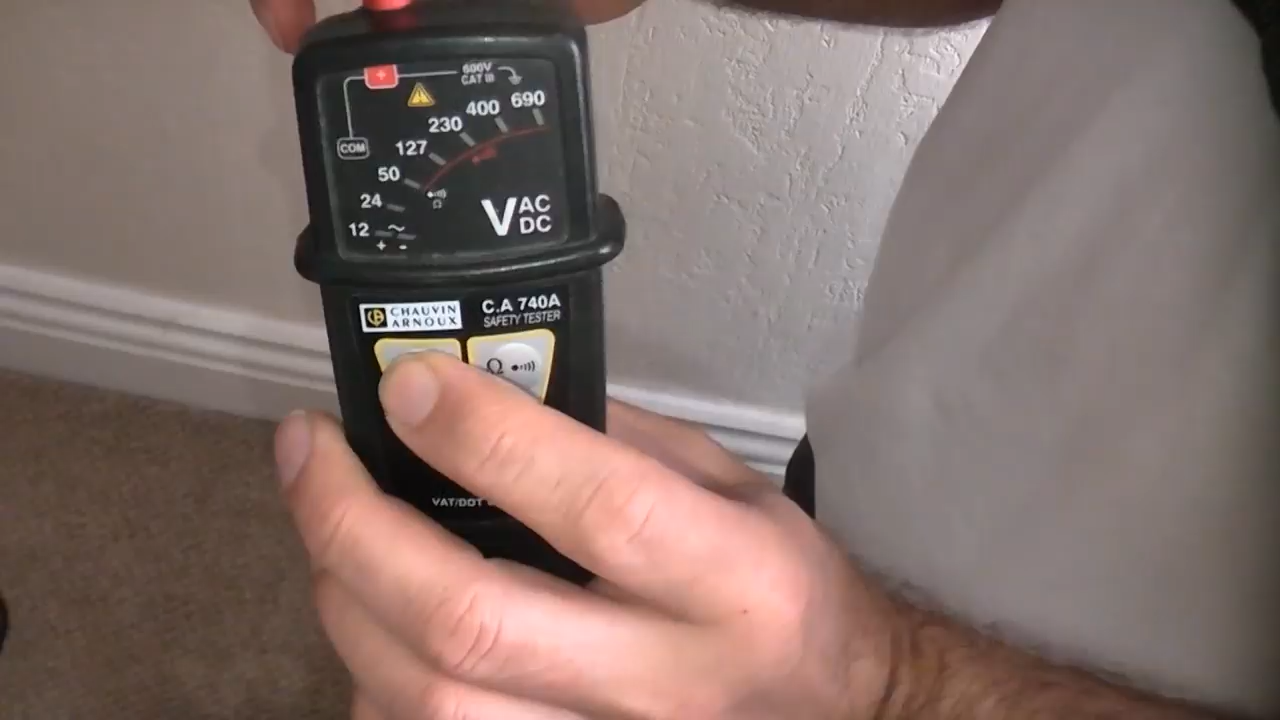 +
600V
CAT III
690
400
230
COM
127
50
24
Ω
V AC
DC
12 ~
+ -
CHAUVIN
ARNOUX
C.A 740A
SAFETY TESTER
Ω
VAT/DDT